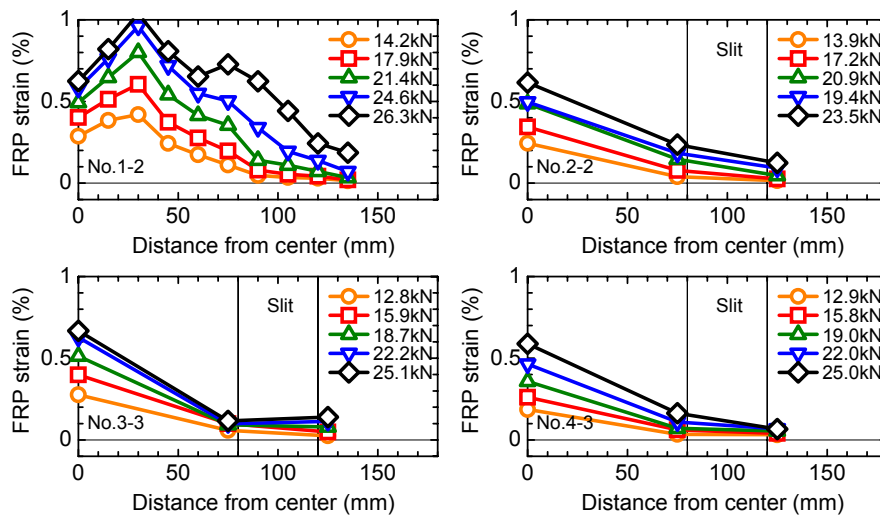 1
0.5
0
FRP strain (%)
14.2kN
17.9kN
21.4kN
24.6kN
26.3kN
No.1-2
0 50 100 150
Distance from center (mm)
1
0.5
0
FRP strain (%)
Slit
13.9kN
17.2kN
20.9kN
19.4kN
23.5kN
No.2-2
0 50 100 150
Distance from center (mm)
1
0.5
0
FRP strain (%)
Slit
12.8kN
15.9kN
18.7kN
22.2kN
25.1kN
No.3-3
0 50 100 150
Distance from center (mm)
1
0.5
0
FRP strain (%)
Slit
12.9kN
15.8kN
19.0kN
22.0kN
25.0kN
No.4-3
0 50 100 150
Distance from center (mm)